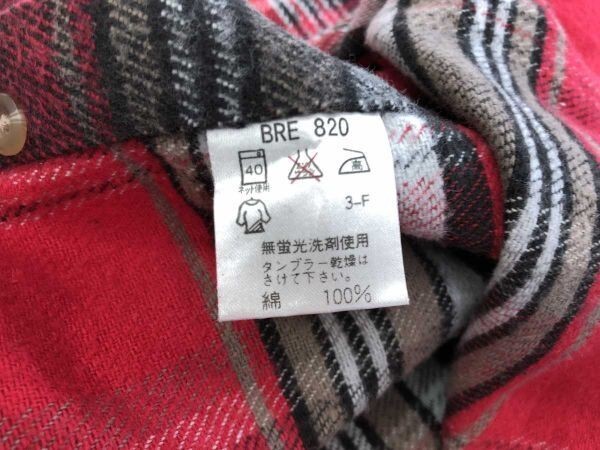 BRE 820
40
ネット使用
高
3-F
無蛍光洗剤使用
タンブラー乾燥は
さけて下さい。
綿 100%